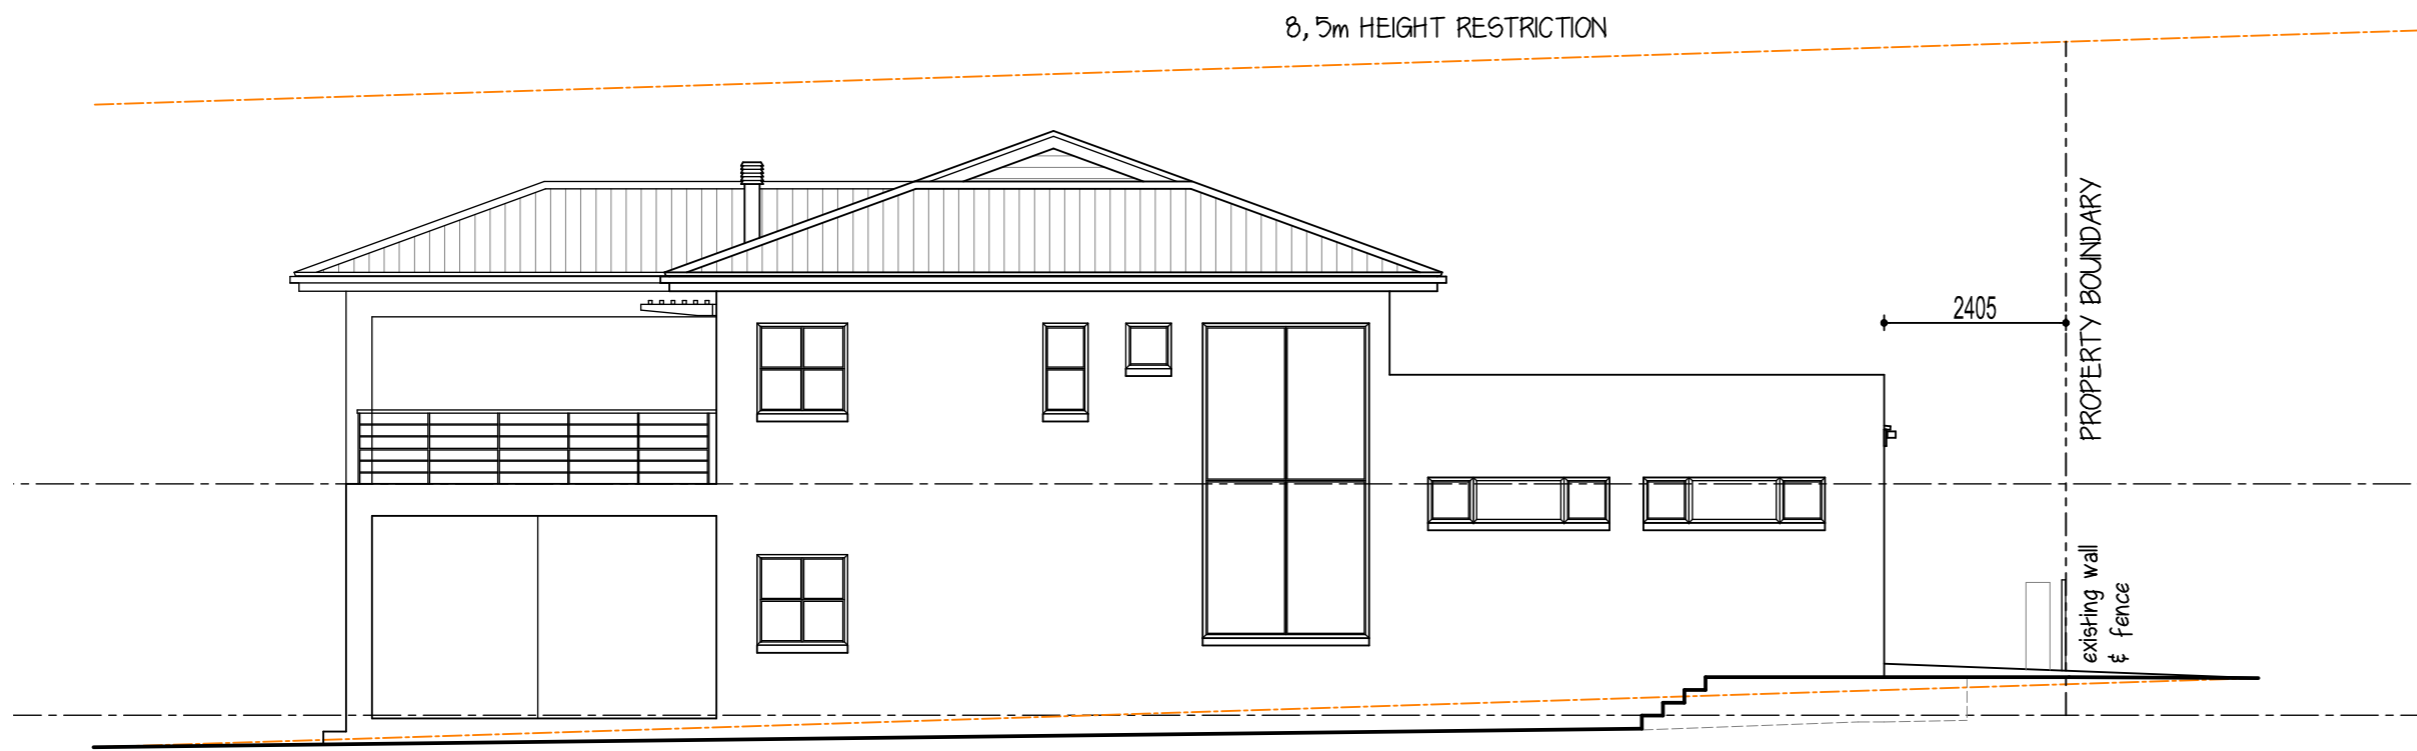 8,5m HEIGHT RESTRICTION
2405
PROPERTY BOUNDARY
existing wall
& fence